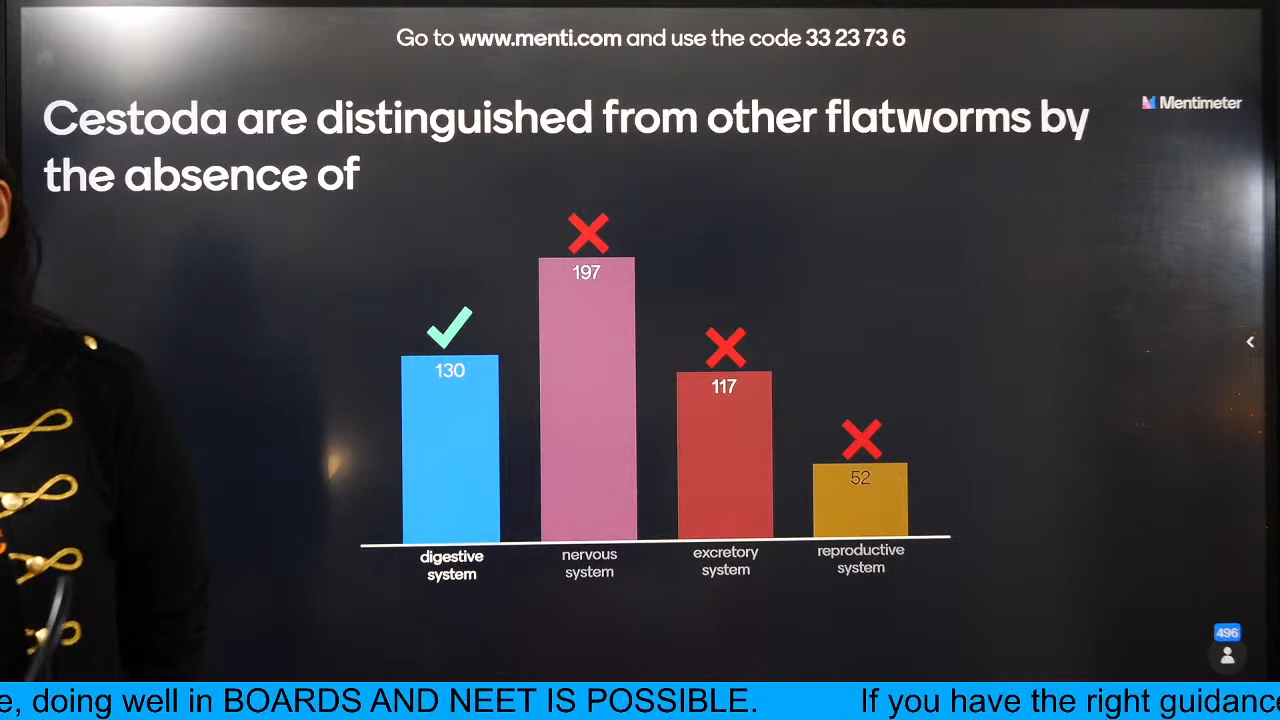 Go to www.menti.com and use the code 33 23 73 6
Mentimeter
Cestoda are distinguished from other flatworms by
the absence of
197
130
117
52
digestive
system
nervous
system
excretory
system
reproductive
system
496
e, doing well in BOARDS AND NEET IS POSSIBLE. If you have the right guidanc